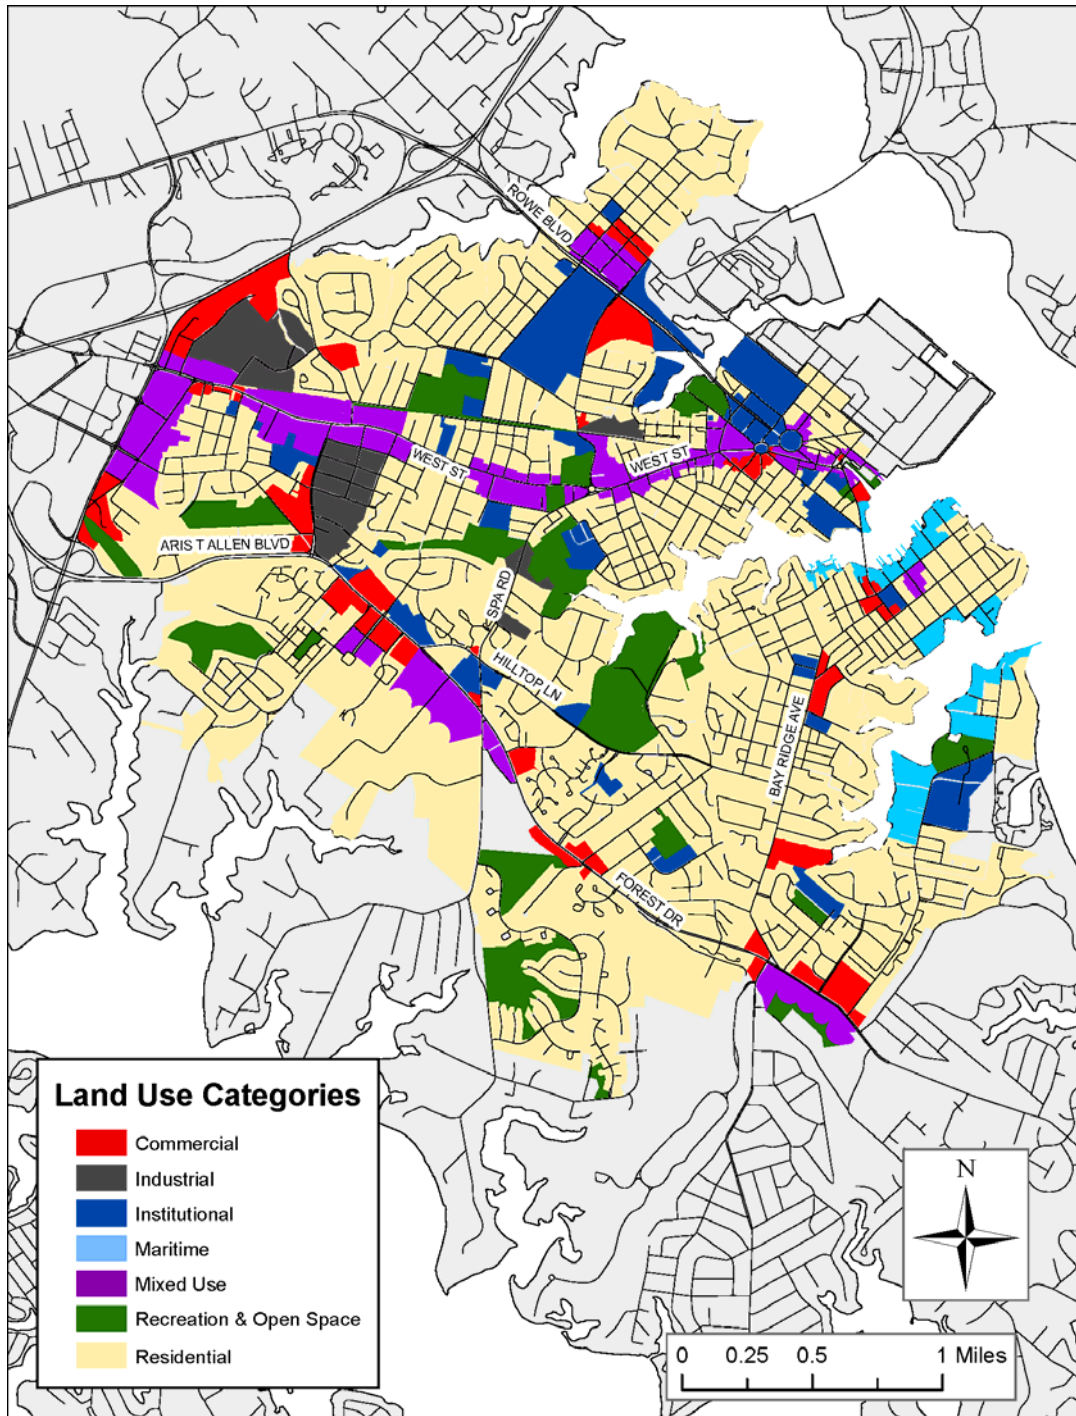 ROWE BLVD
WEST ST
WEST ST
ARIS T ALLEN BLVD
SPA RD
HILLTOP LN
BAY RIDGE AVE
FOREST DR
Land Use Categories
Commercial
Industrial
Institutional
Maritime
Mixed Use
Recreation & Open Space
Residential
N
0 0.25 0.5 1 Miles